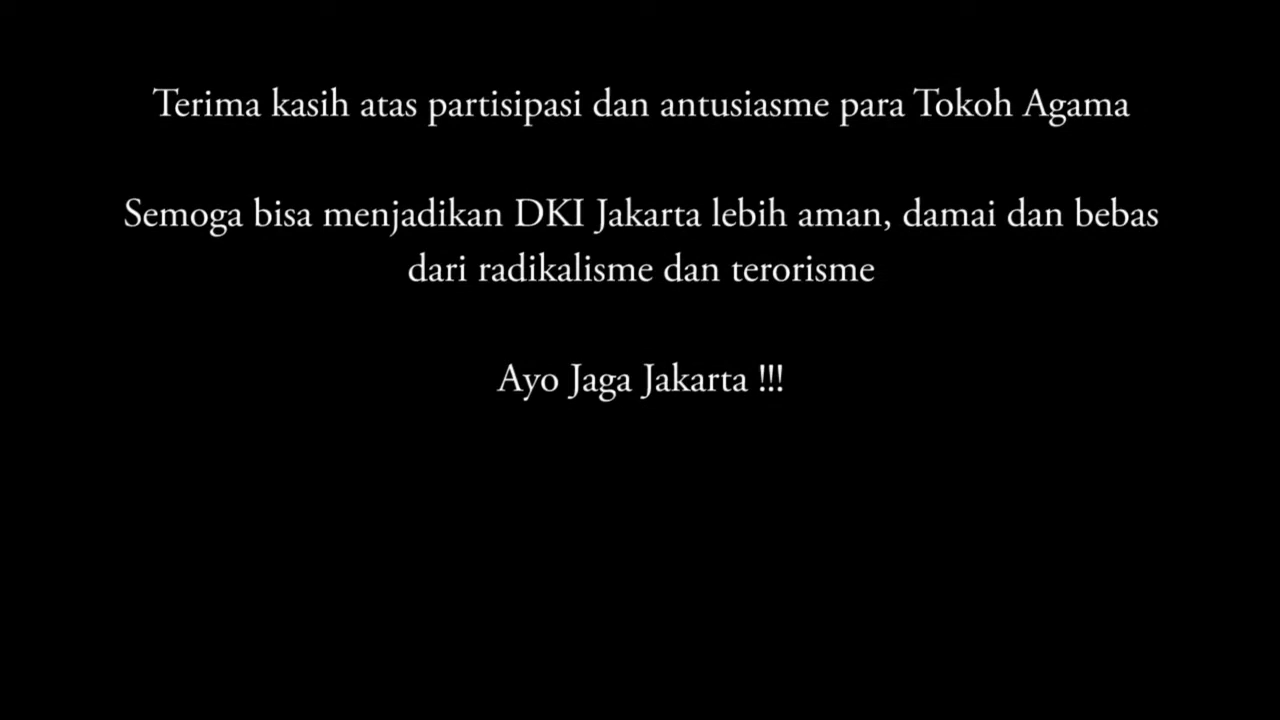 Terima kasih atas partisipasi dan antusiasme para Tokoh Agama
Semoga bisa menjadikan DKI Jakarta lebih aman, damai dan bebas
dari radikalisme dan terorisme
Ayo Jaga Jakarta !!!